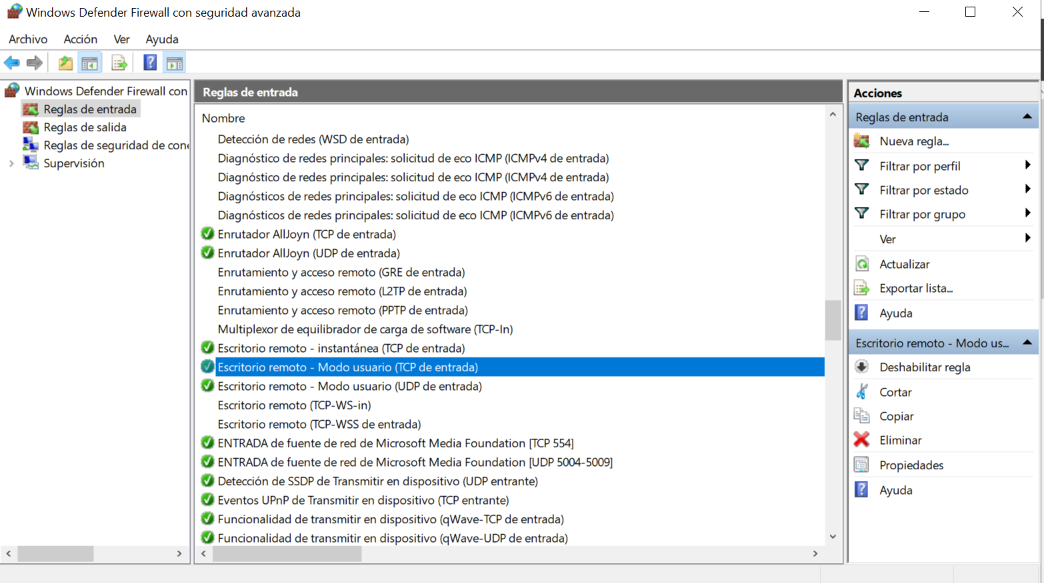 Windows Defender Firewall con seguridad avanzada
Archivo Acción Ver Ayuda
Windows Defender Firewall con
Reglas de entrada
Reglas de salida
Reglas de seguridad de cone
Supervisión
Reglas de entrada
Nombre
Detección de redes (WSD de entrada)
Diagnóstico de redes principales: solicitud de eco ICMP (ICMPv4 de entrada)
Diagnóstico de redes principales: solicitud de eco ICMP (ICMPv4 de entrada)
Diagnósticos de redes principales: solicitud de eco ICMP (ICMPv6 de entrada)
Diagnósticos de redes principales: solicitud de eco ICMP (ICMPv6 de entrada)
Enrutador AllJoyn (TCP de entrada)
Enrutador AllJoyn (UDP de entrada)
Enrutamiento y acceso remoto (GRE de entrada)
Enrutamiento y acceso remoto (L2TP de entrada)
Enrutamiento y acceso remoto (PPTP de entrada)
Multiplexor de equilibrador de carga de software (TCP-In)
Escritorio remoto - instantánea (TCP de entrada)
Escritorio remoto - Modo usuario (TCP de entrada)
Escritorio remoto - Modo usuario (UDP de entrada)
Escritorio remoto (TCP-WS-in)
Escritorio remoto (TCP-WSS de entrada)
ENTRADA de fuente de red de Microsoft Media Foundation [TCP 554]
ENTRADA de fuente de red de Microsoft Media Foundation [UDP 5004-5009]
Detección de SSDP de Transmitir en dispositivo (UDP entrante)
Eventos UPnP de Transmitir en dispositivo (TCP entrante)
Funcionalidad de transmitir en dispositivo (qWave-TCP de entrada)
Funcionalidad de transmitir en dispositivo (qWave-UDP de entrada)
Acciones
Reglas de entrada
Nueva regla...
Filtrar por perfil
Filtrar por estado
Filtrar por grupo
Ver
Actualizar
Exportar lista...
Ayuda
Escritorio remoto - Modo us...
Deshabilitar regla
Cortar
Copiar
Eliminar
Propiedades
Ayuda